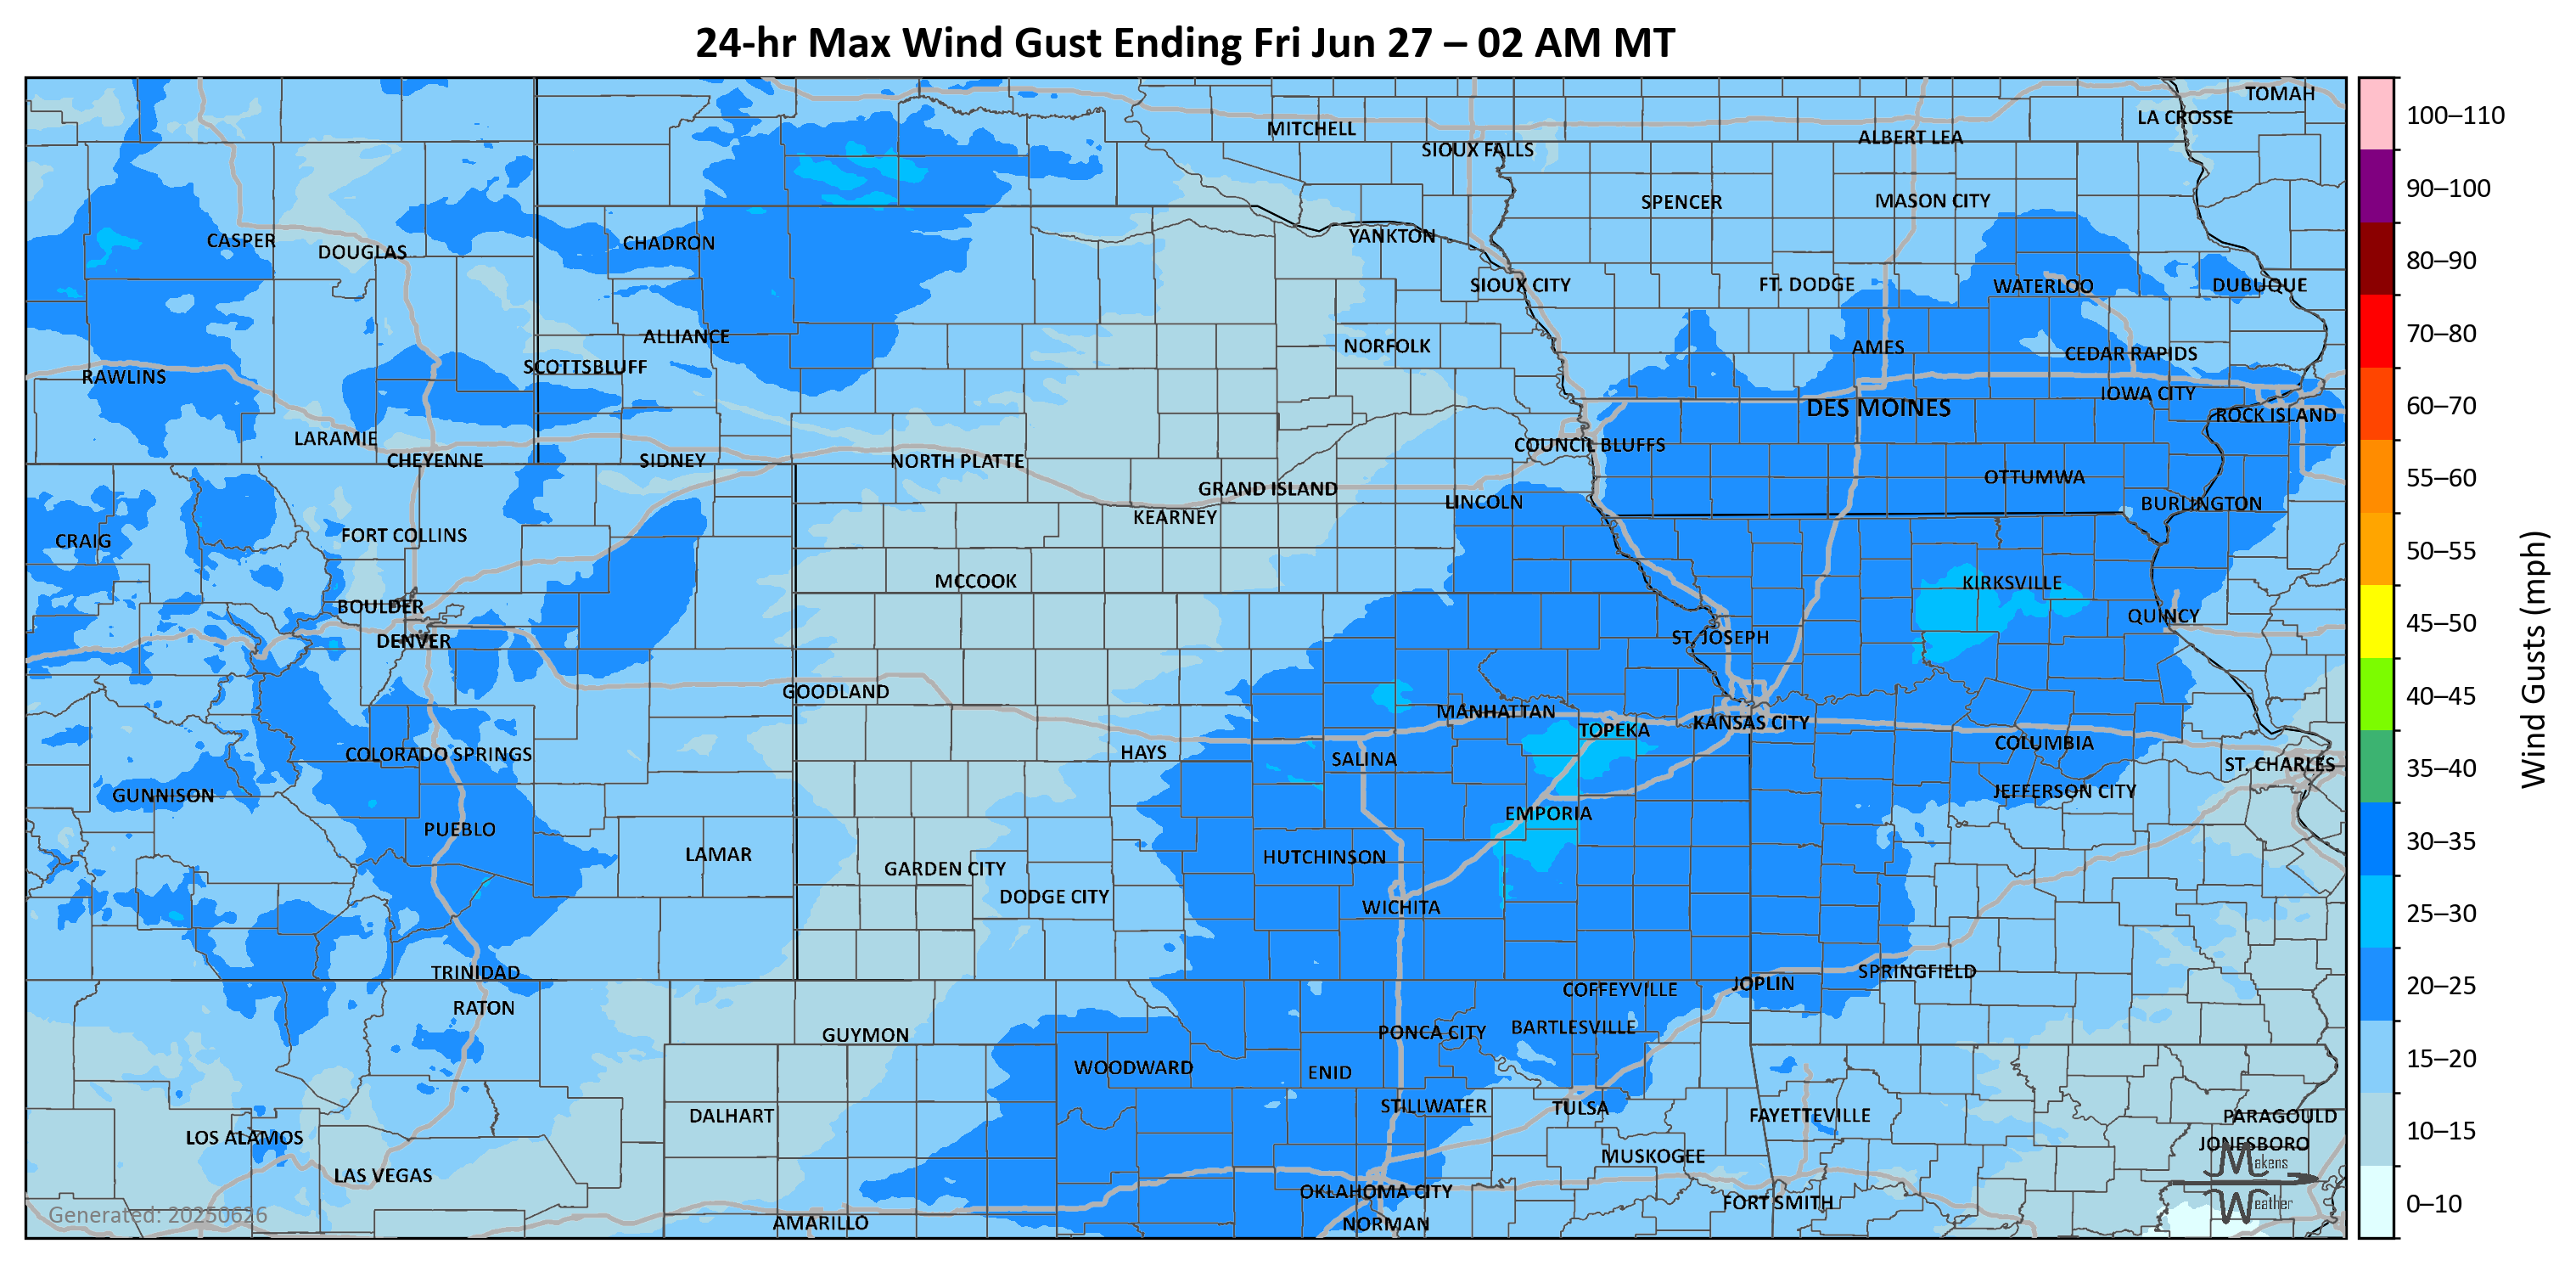 24-hr Max Wind Gust Ending Fri Jun 27 – 02 AM MT
TOMAH
LA CROSSE
MITCHELL
ALBERT LEA
SIOUX FALLS
SPENCER
MASON CITY
CASPER
DOUGLAS
CHADRON
YANKTON
SIOUX CITY
FT. DODGE
WATERLOO
DUBUQUE
ALLIANCE
NORFOLK
AMES
CEDAR RAPIDS
RAWLINS
SCOTTSBLUFF
IOWA CITY
DES MOINES
ROCK ISLAND
LARAMIE
CHEYENNE
SIDNEY
NORTH PLATTE
COUNCIL BLUFFS
OTTUMWA
GRAND ISLAND
LINCOLN
BURLINGTON
KEARNEY
CRAIG
FORT COLLINS
MCCOOK
KIRKSVILLE
BOULDER
QUINCY
DENVER
ST. JOSEPH
GOODLAND
MANHATTAN
TOPEKA
KANSAS CITY
COLORADO SPRINGS
HAYS
SALINA
COLUMBIA
ST. CHARLES
GUNNISON
JEFFERSON CITY
EMPORIA
PUEBLO
LAMAR
HUTCHINSON
GARDEN CITY
DODGE CITY
WICHITA
TRINIDAD
SPRINGFIELD
JOPLIN
COFFEYVILLE
RATON
GUYMON
PONCA CITY
BARTLESVILLE
WOODWARD
ENID
STILLWATER
TULSA
DALHART
FAYETTEVILLE
PARAGOULD
LOS ALAMOS
JONESBORO
MUSKOGEE
LAS VEGAS
OKLAHOMA CITY
FORT SMITH
AMARILLO
NORMAN
Makens
Weather
Generated: 20250626
100–110
90–100
80–90
70–80
60–70
55–60
50–55
45–50
40–45
35–40
30–35
25–30
20–25
15–20
10–15
0–10
Wind Gusts (mph)